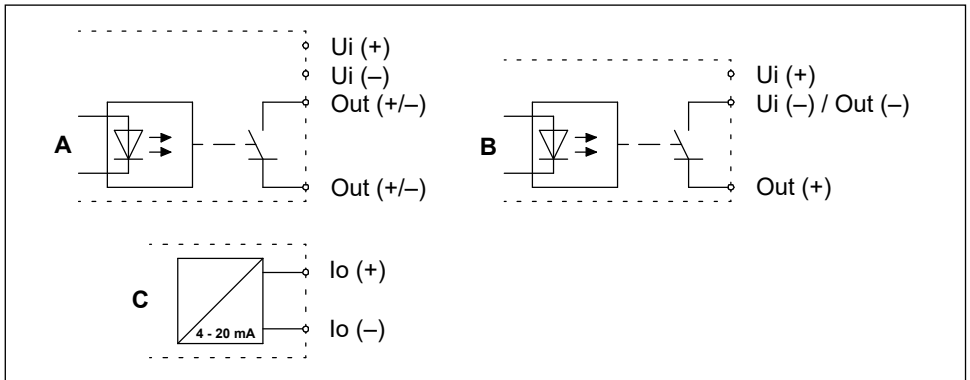 A
Ui (+)
Ui (–)
Out (+/–)
Out (+/–)
B
Ui (+)
Ui (–) / Out (–)
Out (+)
C
4 - 20 mA
Io (+)
Io (–)